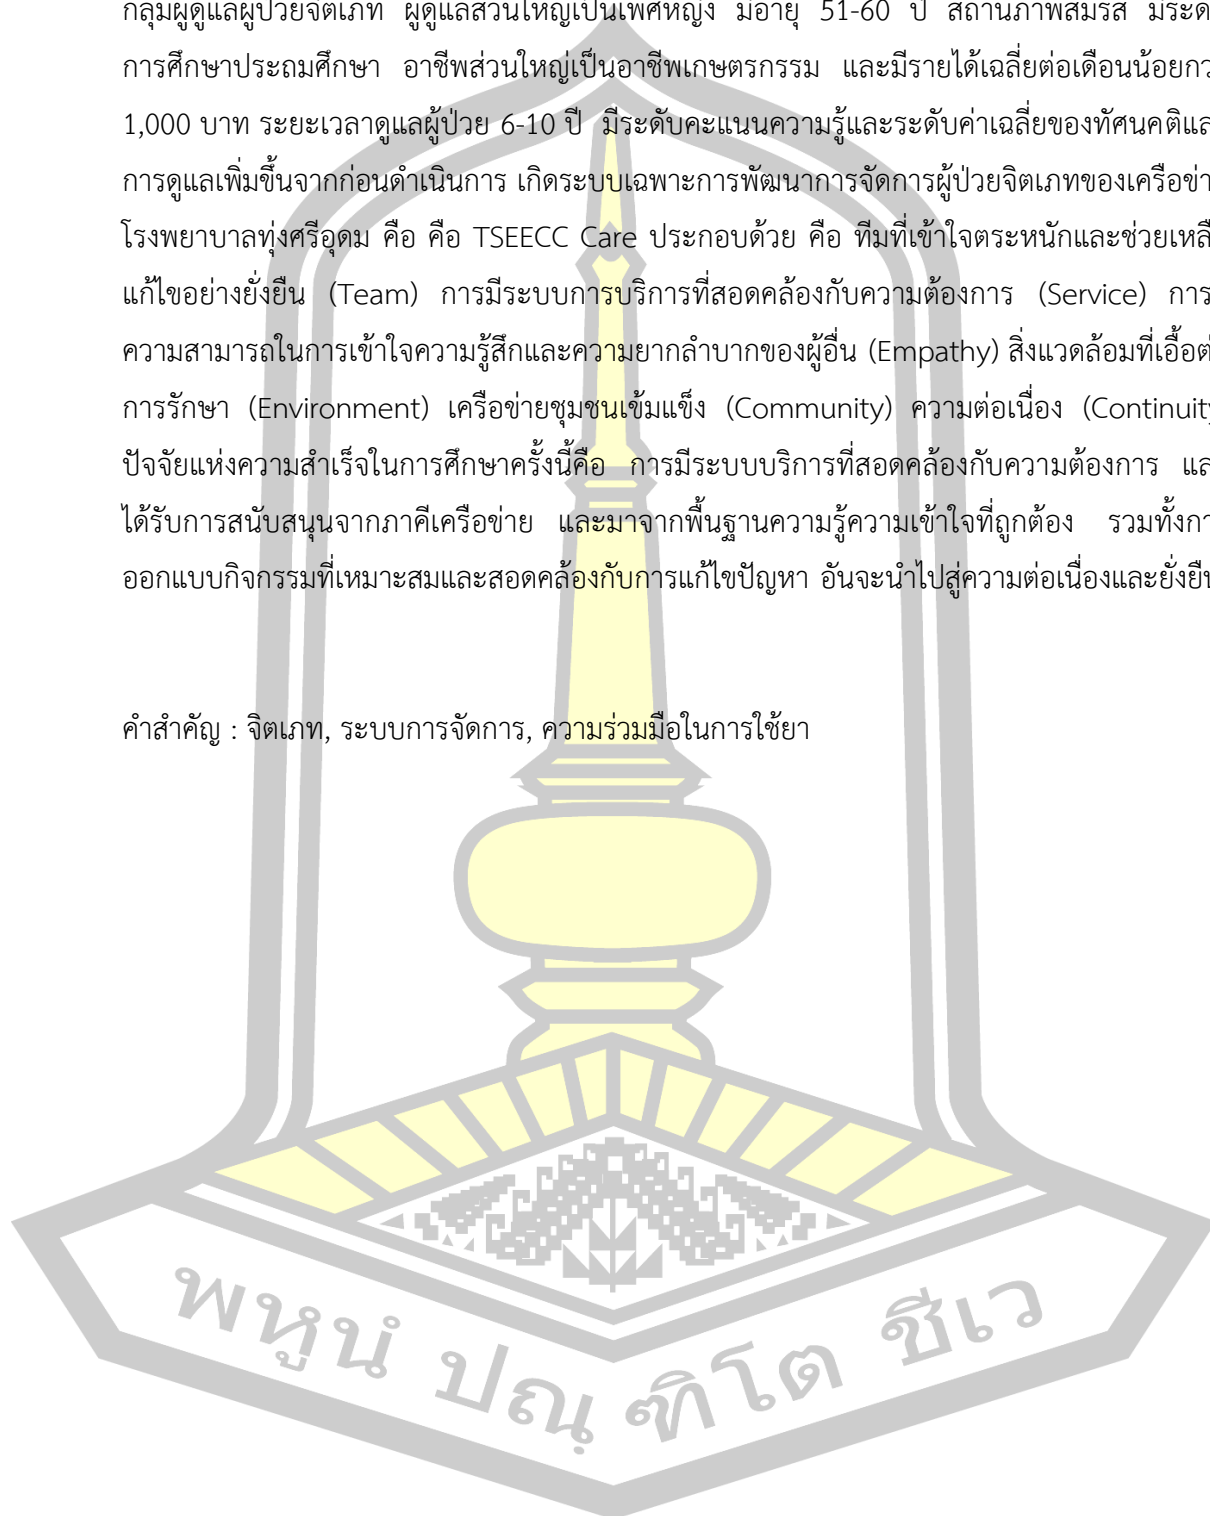 กลุ่มผู้ดูแลผู้ป่วยจิตเภท ผู้ดูแลส่วนใหญ่เป็นเพศหญิง มีอายุ 51-60 ปี สถานภาพสมรส มีระดั
การศึกษาประถมศึกษา อาชีพส่วนใหญ่เป็นอาชีพเกษตรกรรม และมีรายได้เฉลี่ยต่อเดือนน้อยกว
1,000 บาท ระยะเวลาดูแลผู้ป่วย 6-10 ปี มีระดับคะแนนความรู้และระดับค่าเฉลี่ยของทัศนคติแล
การดูแลเพิ่มขึ้นจากก่อนดำเนินการ เกิดระบบเฉพาะการพัฒนาการจัดการผู้ป่วยจิตเภทของเครือข่า
โรงพยาบาลทุ่งศรีอุดม คือ คือ TSEECC Care ประกอบด้วย คือ ทีมที่เข้าใจตระหนักและช่วยเหลื
แก้ไขอย่างยั่งยืน (Team) การมีระบบการบริการที่สอดคล้องกับความต้องการ (Service) การ
ความสามารถในการเข้าใจความรู้สึกและความยากลำบากของผู้อื่น (Empathy) สิ่งแวดล้อมที่เอื้อต่
การรักษา (Environment) เครือข่ายชุมชนเข้มแข็ง (Community) ความต่อเนื่อง (Continuity
ปัจจัยแห่งความสำเร็จในการศึกษาครั้งนี้คือ การมีระบบบริการที่สอดคล้องกับความต้องการ แล
ได้รับการสนับสนุนจากภาคีเครือข่าย และมาจากพื้นฐานความรู้ความเข้าใจที่ถูกต้อง รวมทั้งกา
ออกแบบกิจกรรมที่เหมาะสมและสอดคล้องกับการแก้ไขปัญหา อันจะนำไปสู่ความต่อเนื่องและยั่งยืน
คำสำคัญ : จิตเภท, ระบบการจัดการ, ความร่วมมือในการใช้ยา
พหูนํ ปณฺ ฑิโต ชีเว